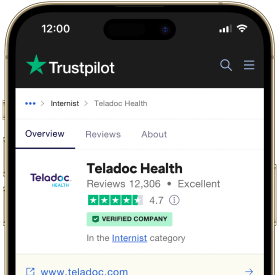 12:00
Trustpilot
••• > Internist > Teladoc Health
Overview Reviews About
Teladoc HEALTH
Teladoc Health
Reviews 12,306 • Excellent
4.7
VERIFIED COMPANY
In the Internist category
www.teladoc.com